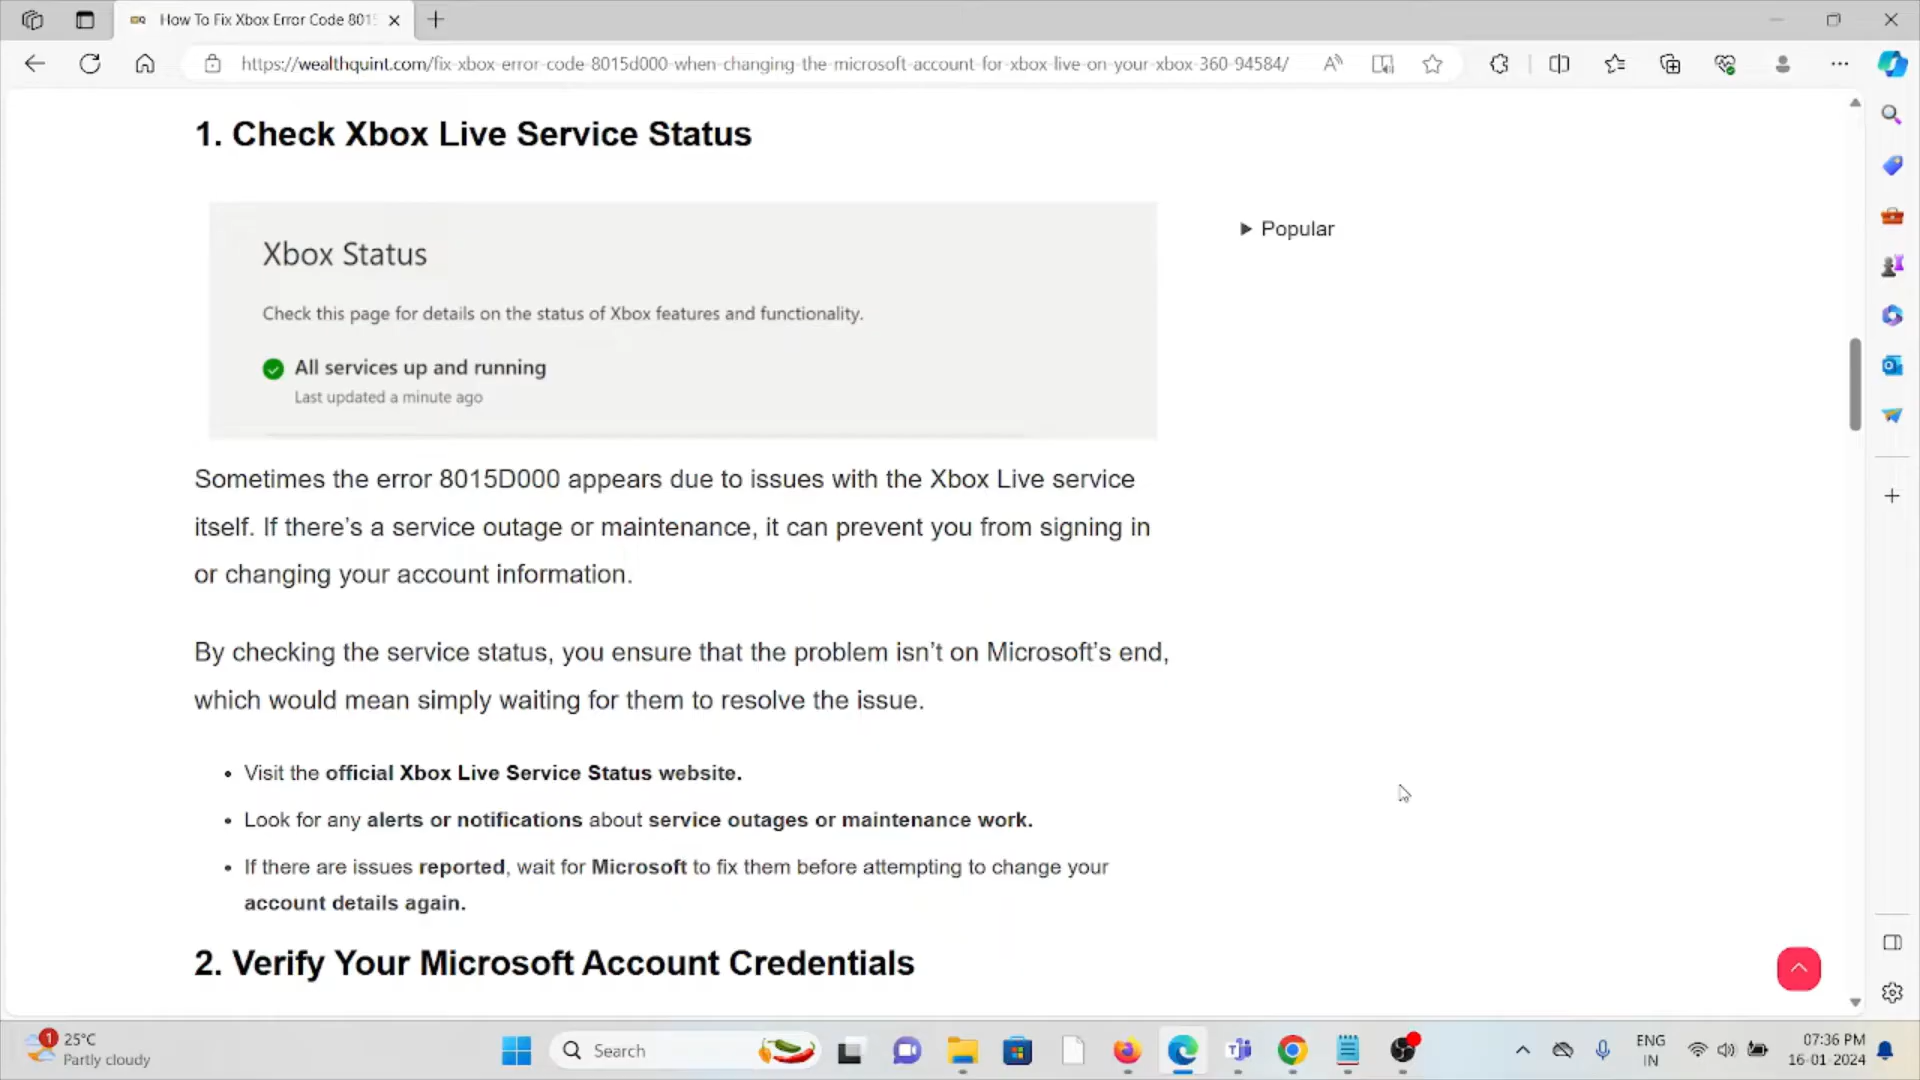 How To Fix Xbox Error Code 8015
https://wealthquint.com/fix-xbox-error-code-8015d000-when-changing-the-microsoft-account-for-xbox-live-on-your-xbox-360-94584/
1. Check Xbox Live Service Status
Xbox Status
Check this page for details on the status of Xbox features and functionality.
All services up and running
Last updated a minute ago
▶ Popular
Sometimes the error 8015D000 appears due to issues with the Xbox Live service
itself. If there’s a service outage or maintenance, it can prevent you from signing in
or changing your account information.
By checking the service status, you ensure that the problem isn’t on Microsoft’s end,
which would mean simply waiting for them to resolve the issue.
• Visit the official Xbox Live Service Status website.
• Look for any alerts or notifications about service outages or maintenance work.
• If there are issues reported, wait for Microsoft to fix them before attempting to change your
account details again.
2. Verify Your Microsoft Account Credentials
1
25°C
Partly cloudy
Search
ENG
IN
07:36 PM
16-01-2024